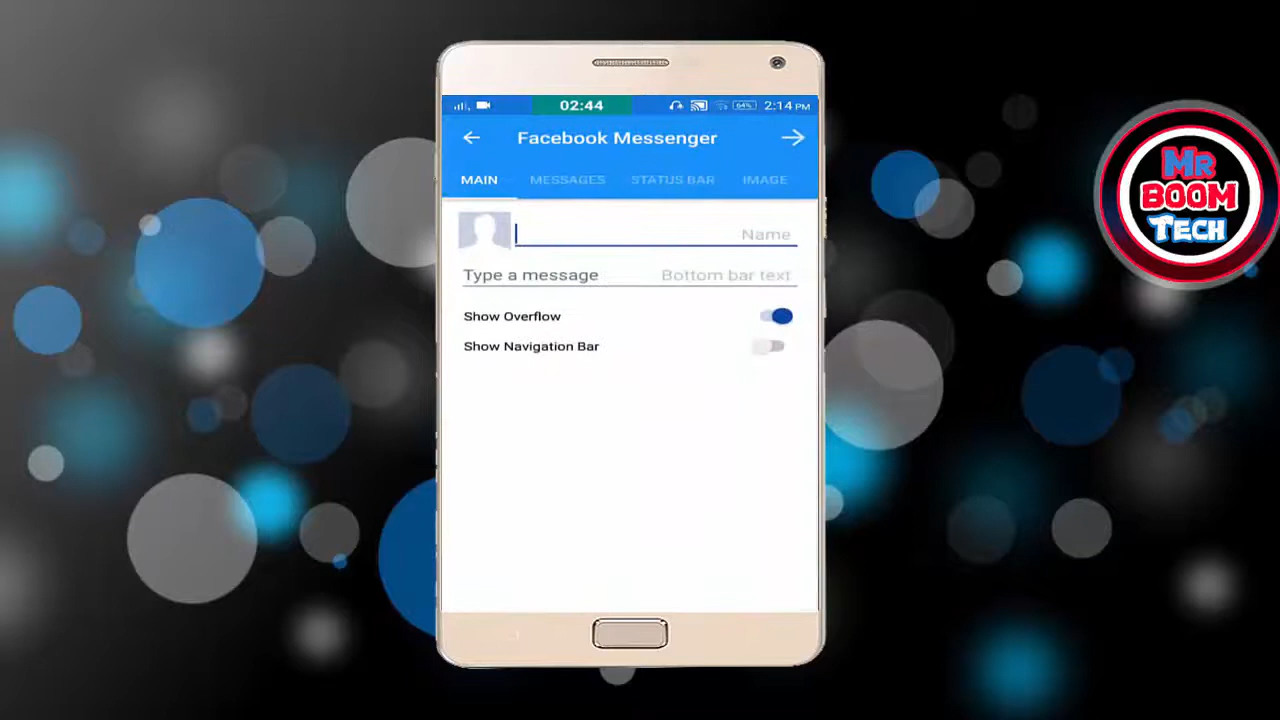 02:44 64% 2:14 PM
Facebook Messenger
MAIN MESSAGES STATUS BAR IMAGE
Name
Type a message Bottom bar text
Show Overflow
Show Navigation Bar
MR
BOOM
TECH